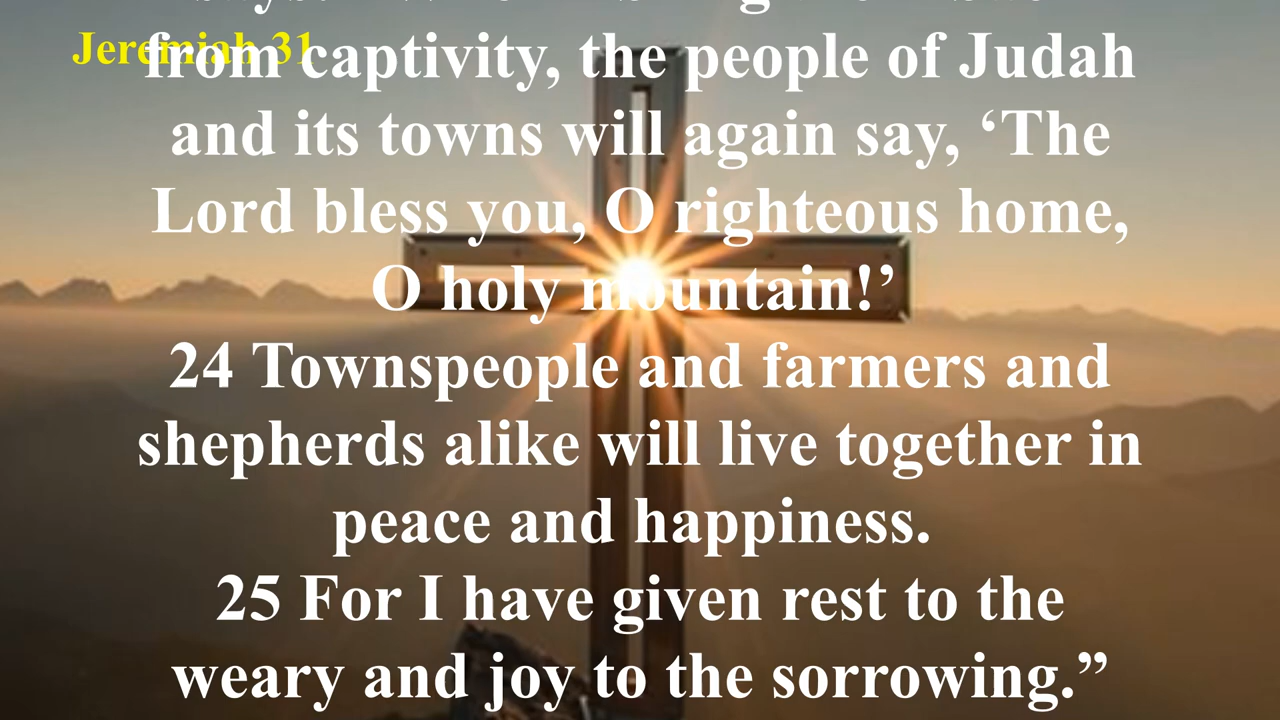 Jeremiah 31
from captivity, the people of Judah
and its towns will again say, ‘The
Lord bless you, O righteous home,
O holy mountain!’
24 Townspeople and farmers and
shepherds alike will live together in
peace and happiness.
25 For I have given rest to the
weary and joy to the sorrowing.”